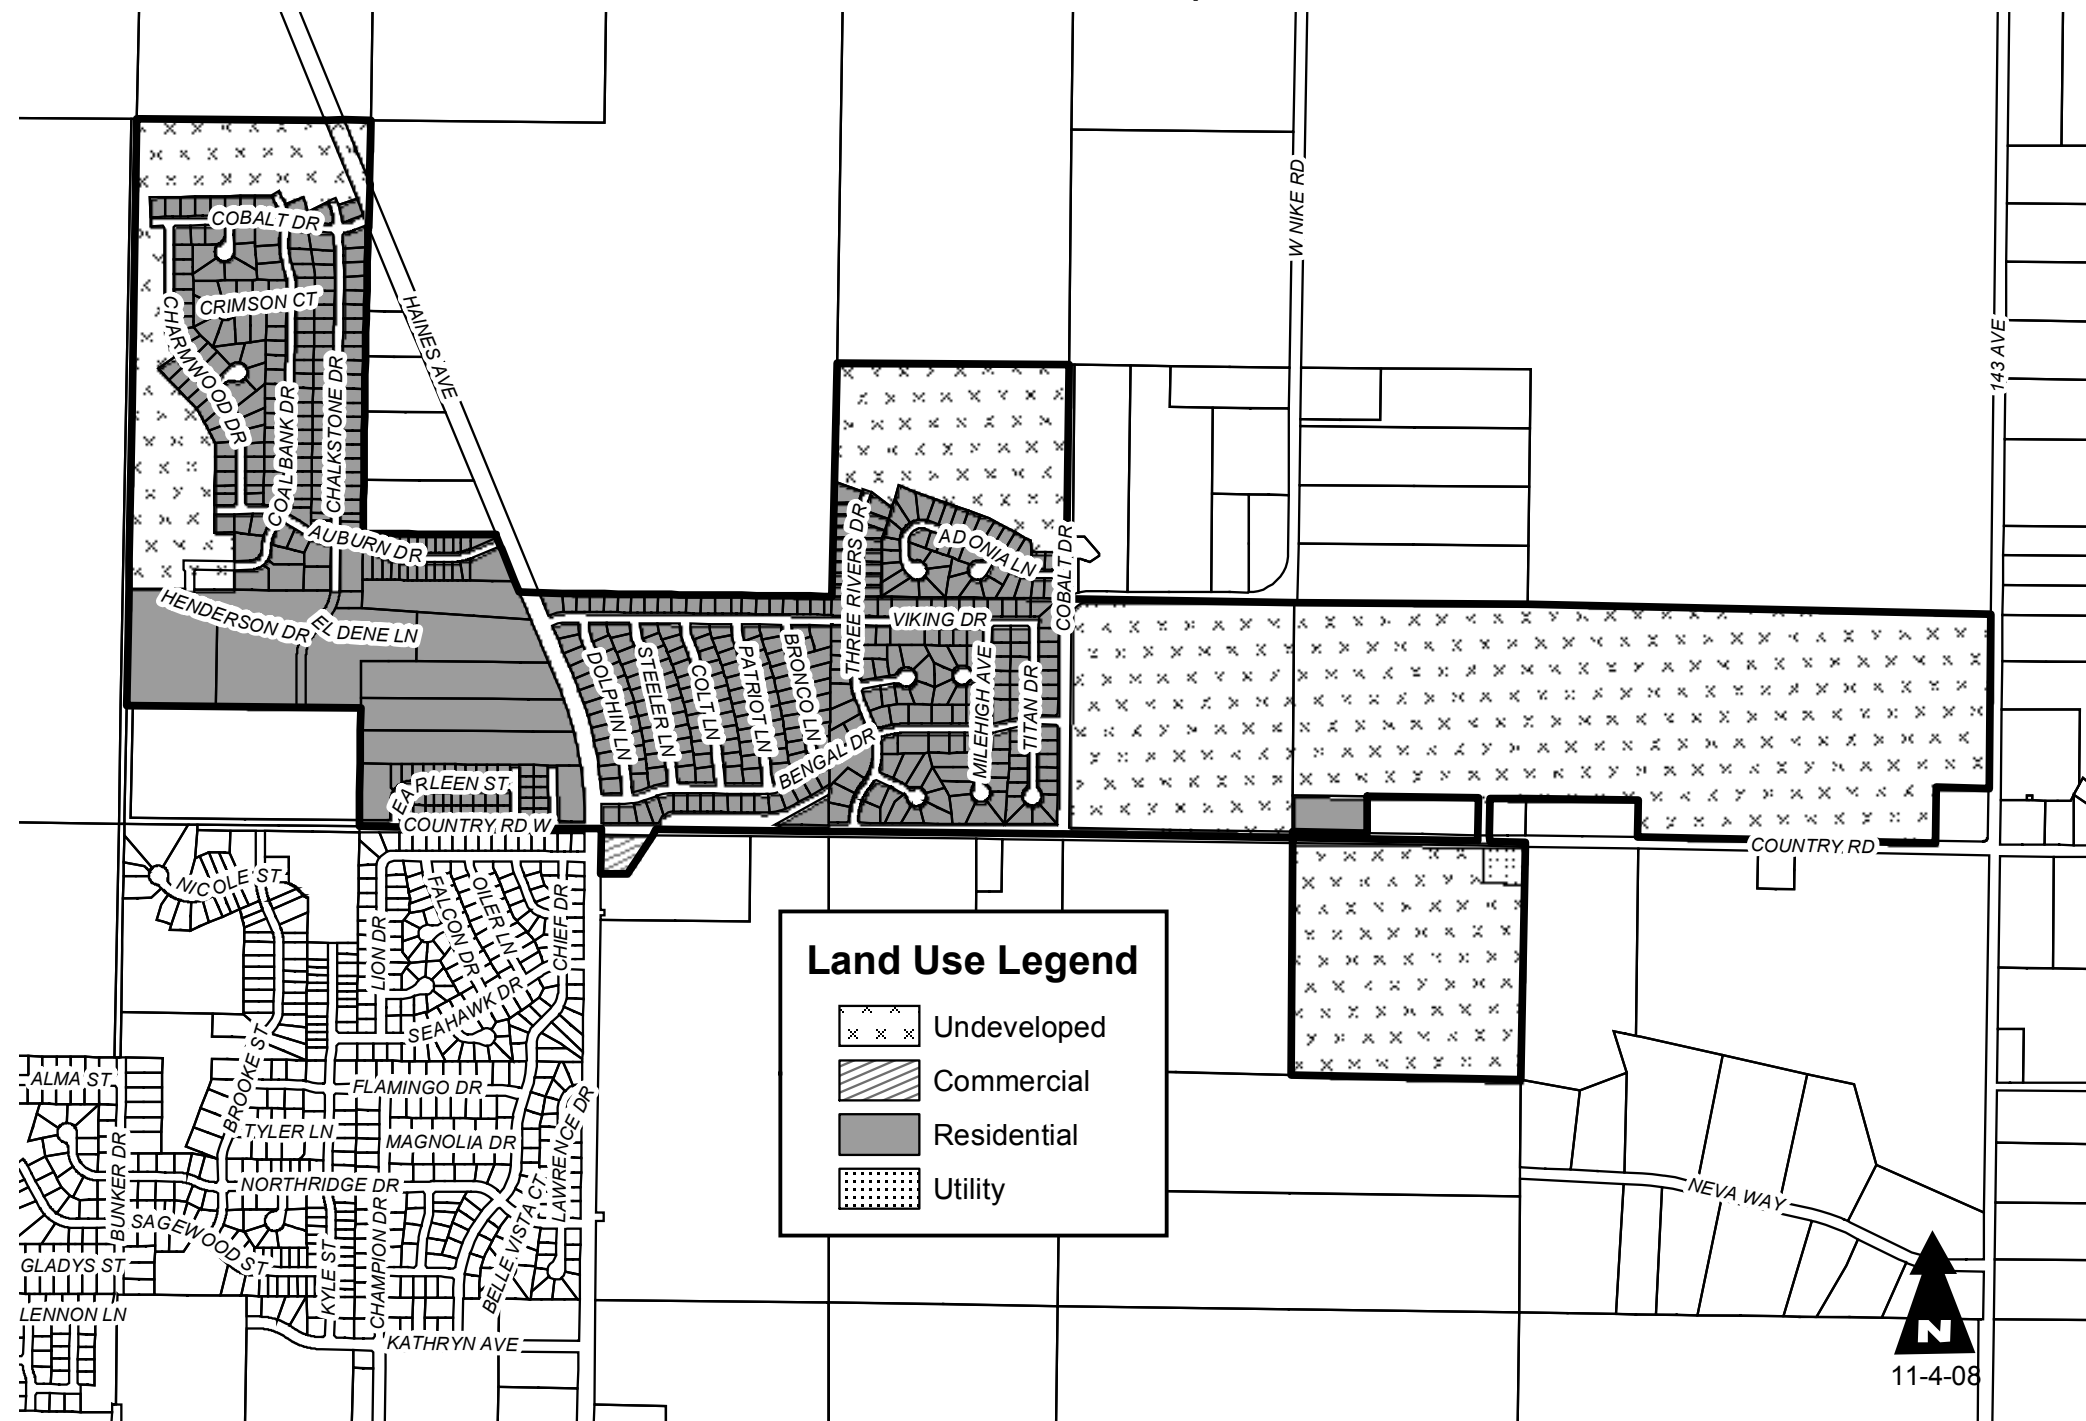 W NIKE RD
COBALT DR
CRIMSON CT
HAINES AVE
143 AVE
CHARMWOOD DR
COAL BANK DR
CHALKSTONE DR
AUBURN DR
THREE RIVERS DR
ADONIA LN
COBALT DR
HENDERSON DR
EL DENE LN
VIKING DR
DOLPHIN LN
STEELER LN
COLT LN
PATRIOT LN
BRONCO LN
MILEHIGH AVE
TITAN DR
BENGAL DR
EARLEEN ST
COUNTRY RD W
COUNTRY RD
NICOLE ST
LION DR
FALCON DR
OILER LN
CHIEF DR
SEAHAWK DR
BROOKE ST
ALMA ST
FLAMINGO DR
TYLER LN
MAGNOLIA DR
LAWRENCE DR
BUNKER DR
NORTHRIDGE DR
SAGEWOOD ST
GLADYS ST
KYLE ST
CHAMPION DR
BELLE VISTA CT
LENNON LN
KATHRYN AVE
NEVA WAY
Land Use Legend
Undeveloped
Commercial
Residential
Utility
N
11-4-08